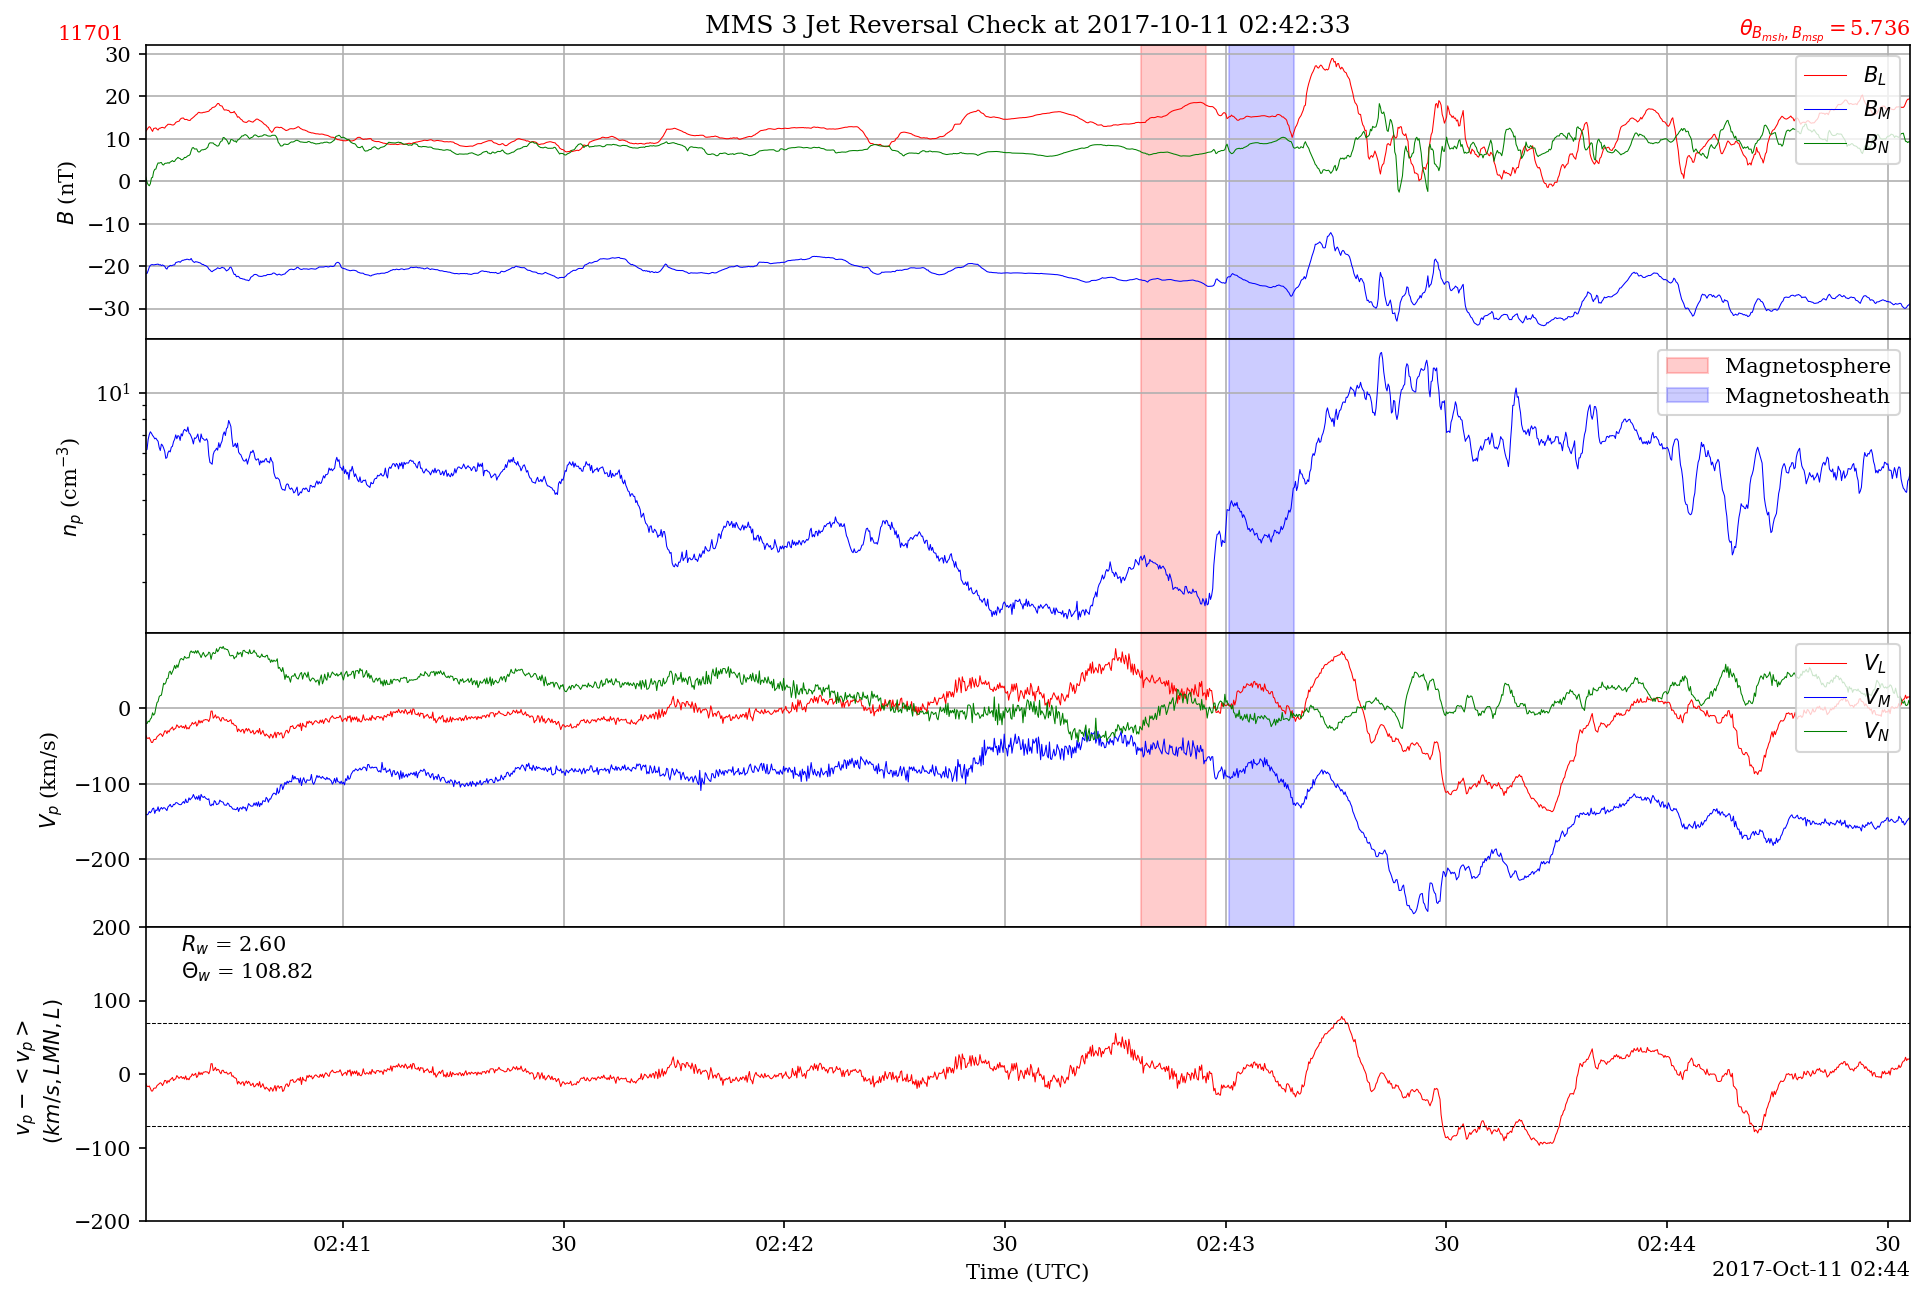 11701
MMS 3 Jet Reversal Check at 2017-10-11 02:42:33
θ_{B_{msh}, B_{msp}} = 5.736
30
20
10
0
−10
−20
−30
B (nT)
B_L
B_M
B_N
10^1
n_p (cm^{−3})
Magnetosphere
Magnetosheath
0
−100
−200
V_p (km/s)
V_L
V_M
V_N
200
100
0
−100
−200
v_p − < v_p >
(km/s, LMN, L)
R_w = 2.60
Θ_w = 108.82
02:41
30
02:42
30
02:43
30
02:44
30
Time (UTC)
2017-Oct-11 02:44